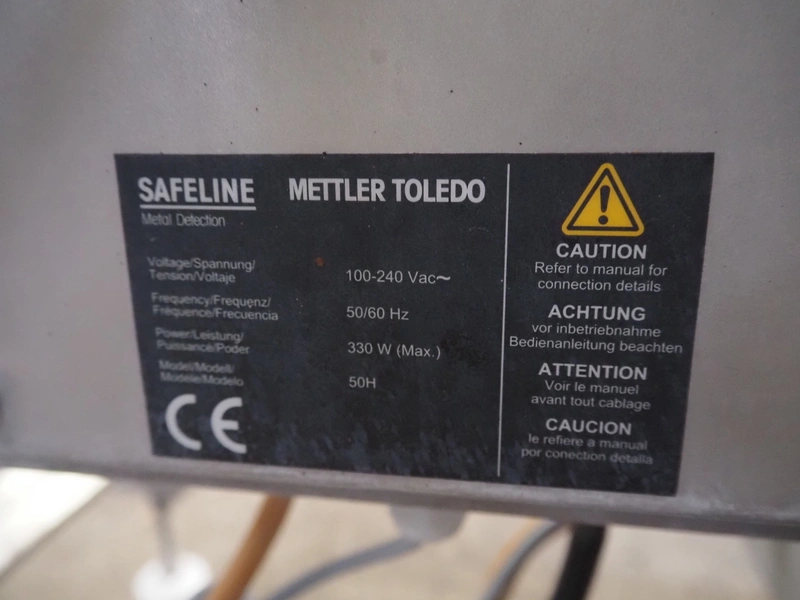 SAFELINE
Metal Detection
METTLER TOLEDO
Voltage/Spannung/
Tension/Voltaje
100-240 Vac~
Frequency/Frequenz/
Fréquence/Frecuencia
50/60 Hz
Power/Leistung/
Puissance/Poder
330 W (Max.)
Model/Modell/
Modele/Modelo
50H
CE
CAUTION
Refer to manual for
connection details
ACHTUNG
vor inbetriebnahme
Bedienanleitung beachten
ATTENTION
Voir le manuel
avant tout cablage
CAUCION
le refiere a manual
por conection detalla